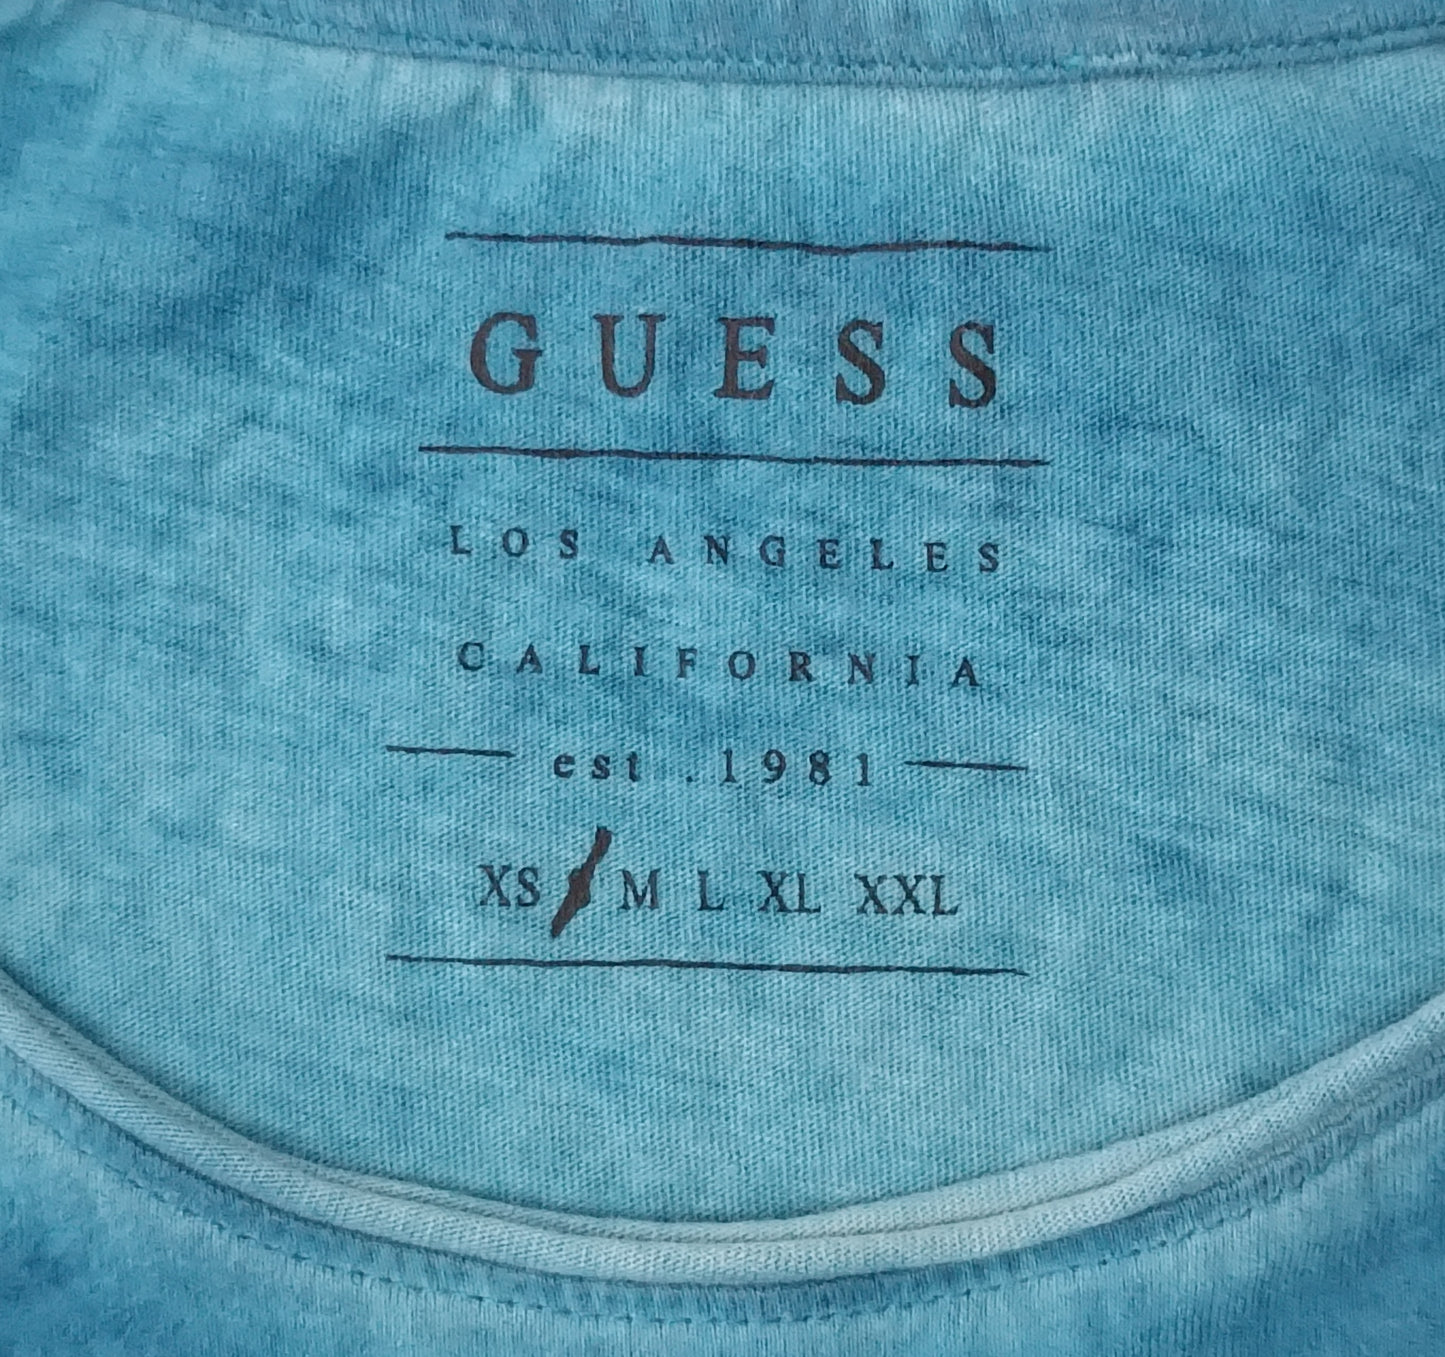 GUESS
LOS ANGELES
CALIFORNIA
est .1981
XS M L XL XXL